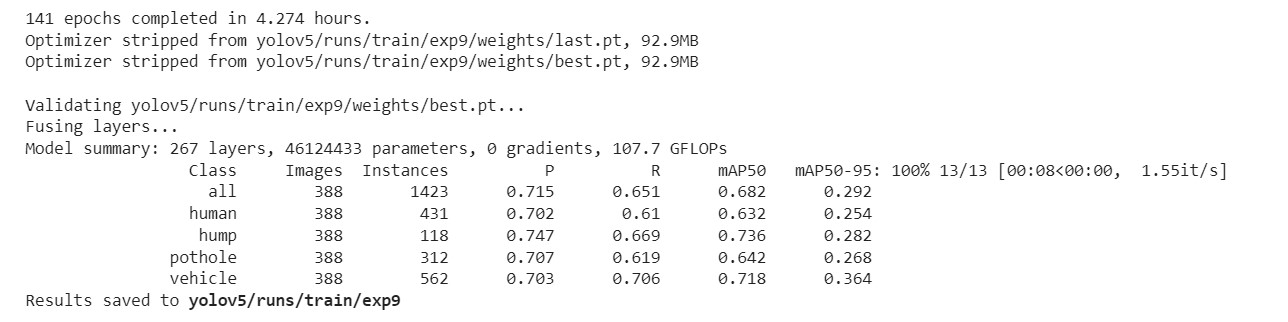 141 epochs completed in 4.274 hours.
Optimizer stripped from yolov5/runs/train/exp9/weights/last.pt, 92.9MB
Optimizer stripped from yolov5/runs/train/exp9/weights/best.pt, 92.9MB
Validating yolov5/runs/train/exp9/weights/best.pt...
Fusing layers...
Model summary: 267 layers, 46124433 parameters, 0 gradients, 107.7 GFLOPs
Class Images Instances P R mAP50 mAP50-95: 100% 13/13 [00:08<00:00, 1.55it/s]
all 388 1423 0.715 0.651 0.682 0.292
human 388 431 0.702 0.61 0.632 0.254
hump 388 118 0.747 0.669 0.736 0.282
pothole 388 312 0.707 0.619 0.642 0.268
vehicle 388 562 0.703 0.706 0.718 0.364
Results saved to yolov5/runs/train/exp9